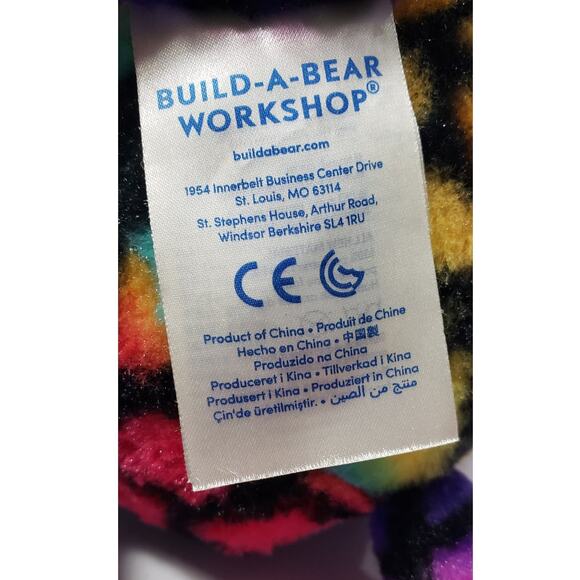 BUILD-A-BEAR
WORKSHOP®
buildabear.com
1954 Innerbelt Business Center Drive
St. Louis, MO 63114
St. Stephens House, Arthur Road,
Windsor Berkshire SL4 1RU
CE
Product of China • Produit de Chine
Hecho en China • 中国製
Produzido na China
Produceret i Kina • Tillverkad i Kina
Produsert i Kina • Produziert in China
Çin'de üretilmiştir. • منتج من الصين